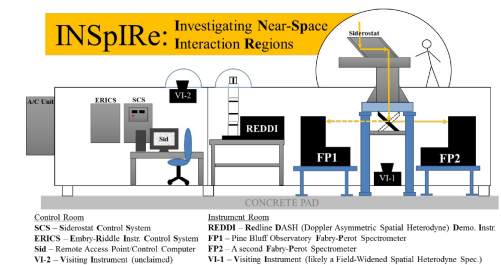 INSpIRe: Investigating Near-Space
Interaction Regions
Siderostat
A/C Unit
ERICS
SCS
VI-2
Sid
REDDI
FP1
VI-1
FP2
CONCRETE PAD
Control Room
SCS – Siderostat Control System
ERICS – Embry-Riddle Instr. Control System
Sid – Remote Access Point/Control Computer
VI-2 – Visiting Instrument (unclaimed)
Instrument Room
REDDI – Redline DASH (Doppler Asymmetric Spatial Heterodyne) Demo. Instr.
FP1 – Pine Bluff Observatory Fabry-Perot Spectrometer
FP2 – A second Fabry-Perot Spectrometer
VI-1 – Visiting Instrument (likely a Field-Widened Spatial Heterodyne Spec.)